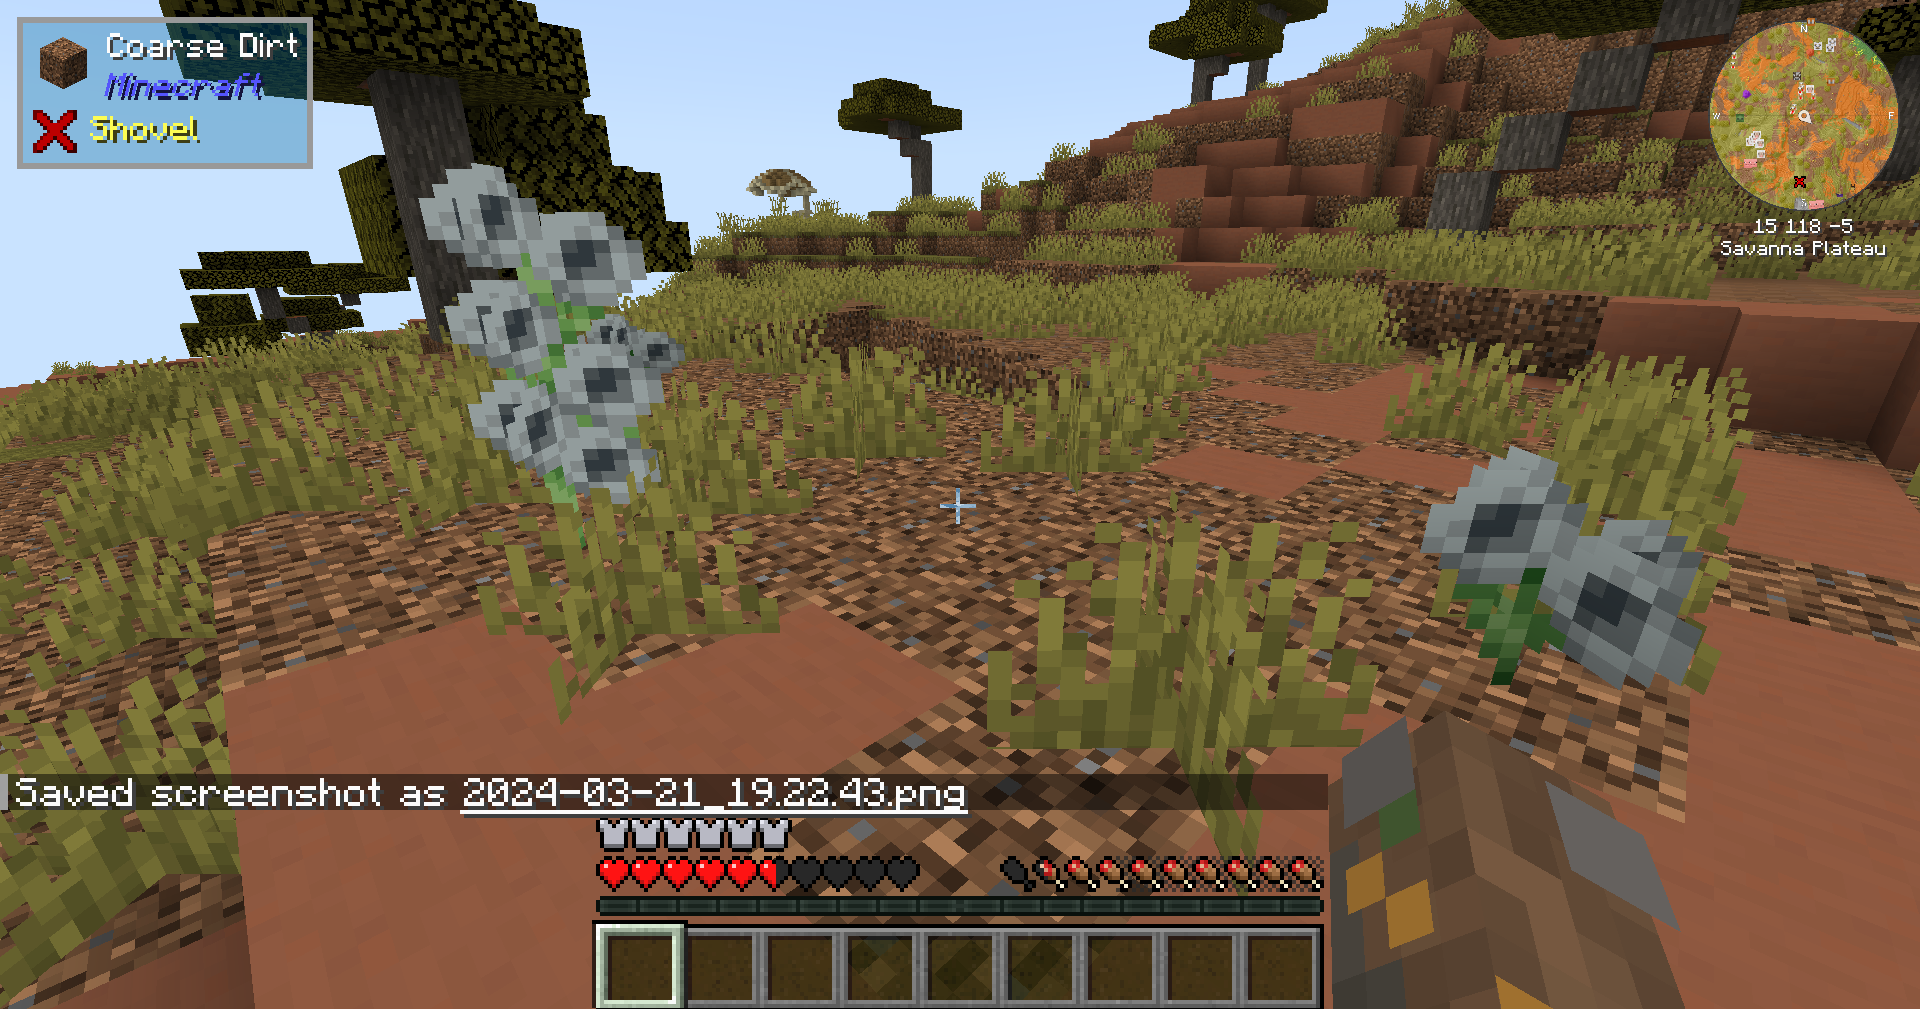 Coarse Dirt
Minecraft
Shovel
N
W
15 118 -5
Savanna Plateau
Saved screenshot as 2024-03-21_19.22.43.png